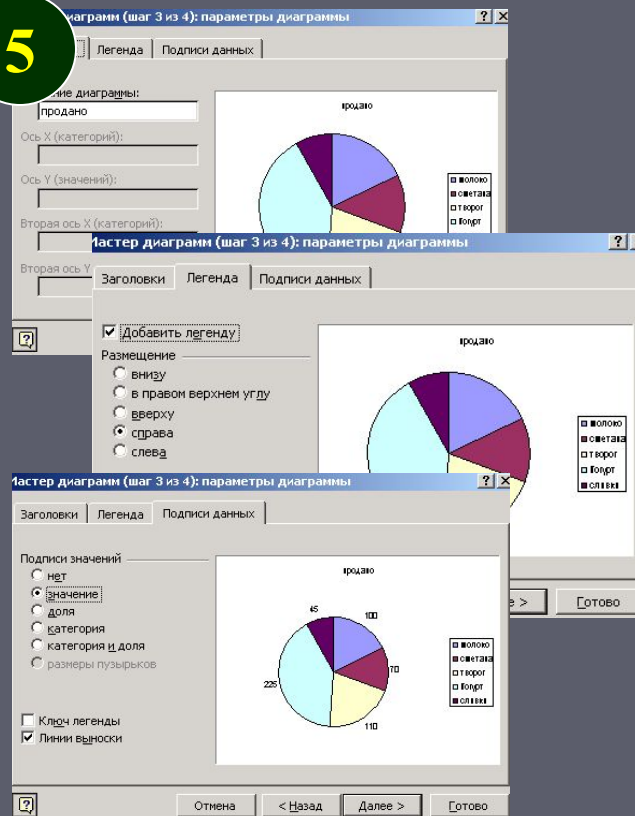 5
иаграмм (шаг 3 из 4): параметры диаграммы
Легенда
Подписи данных
ние диаграммы:
продано
Ось X (категорий):
Ось Y (значений):
Вторая ось X (категорий):
Вторая ось Y
продано
молоко
сметана
творог
йогурт
Мастер диаграмм (шаг 3 из 4): параметры диаграммы
Заголовки
Легенда
Подписи данных
Добавить легенду
Размещение
внизу
в правом верхнем углу
вверху
справа
слева
продано
молоко
сметана
творог
йогурт
сливки
е >
Готово
Мастер диаграмм (шаг 3 из 4): параметры диаграммы
Заголовки
Легенда
Подписи данных
Подписи значений
нет
значение
доля
категория
категория и доля
размеры пузырьков
Ключ легенды
Линии выноски
продано
45
100
70
225
110
молоко
сметана
творог
йогурт
сливки
Отмена
< Назад
Далее >
Готово